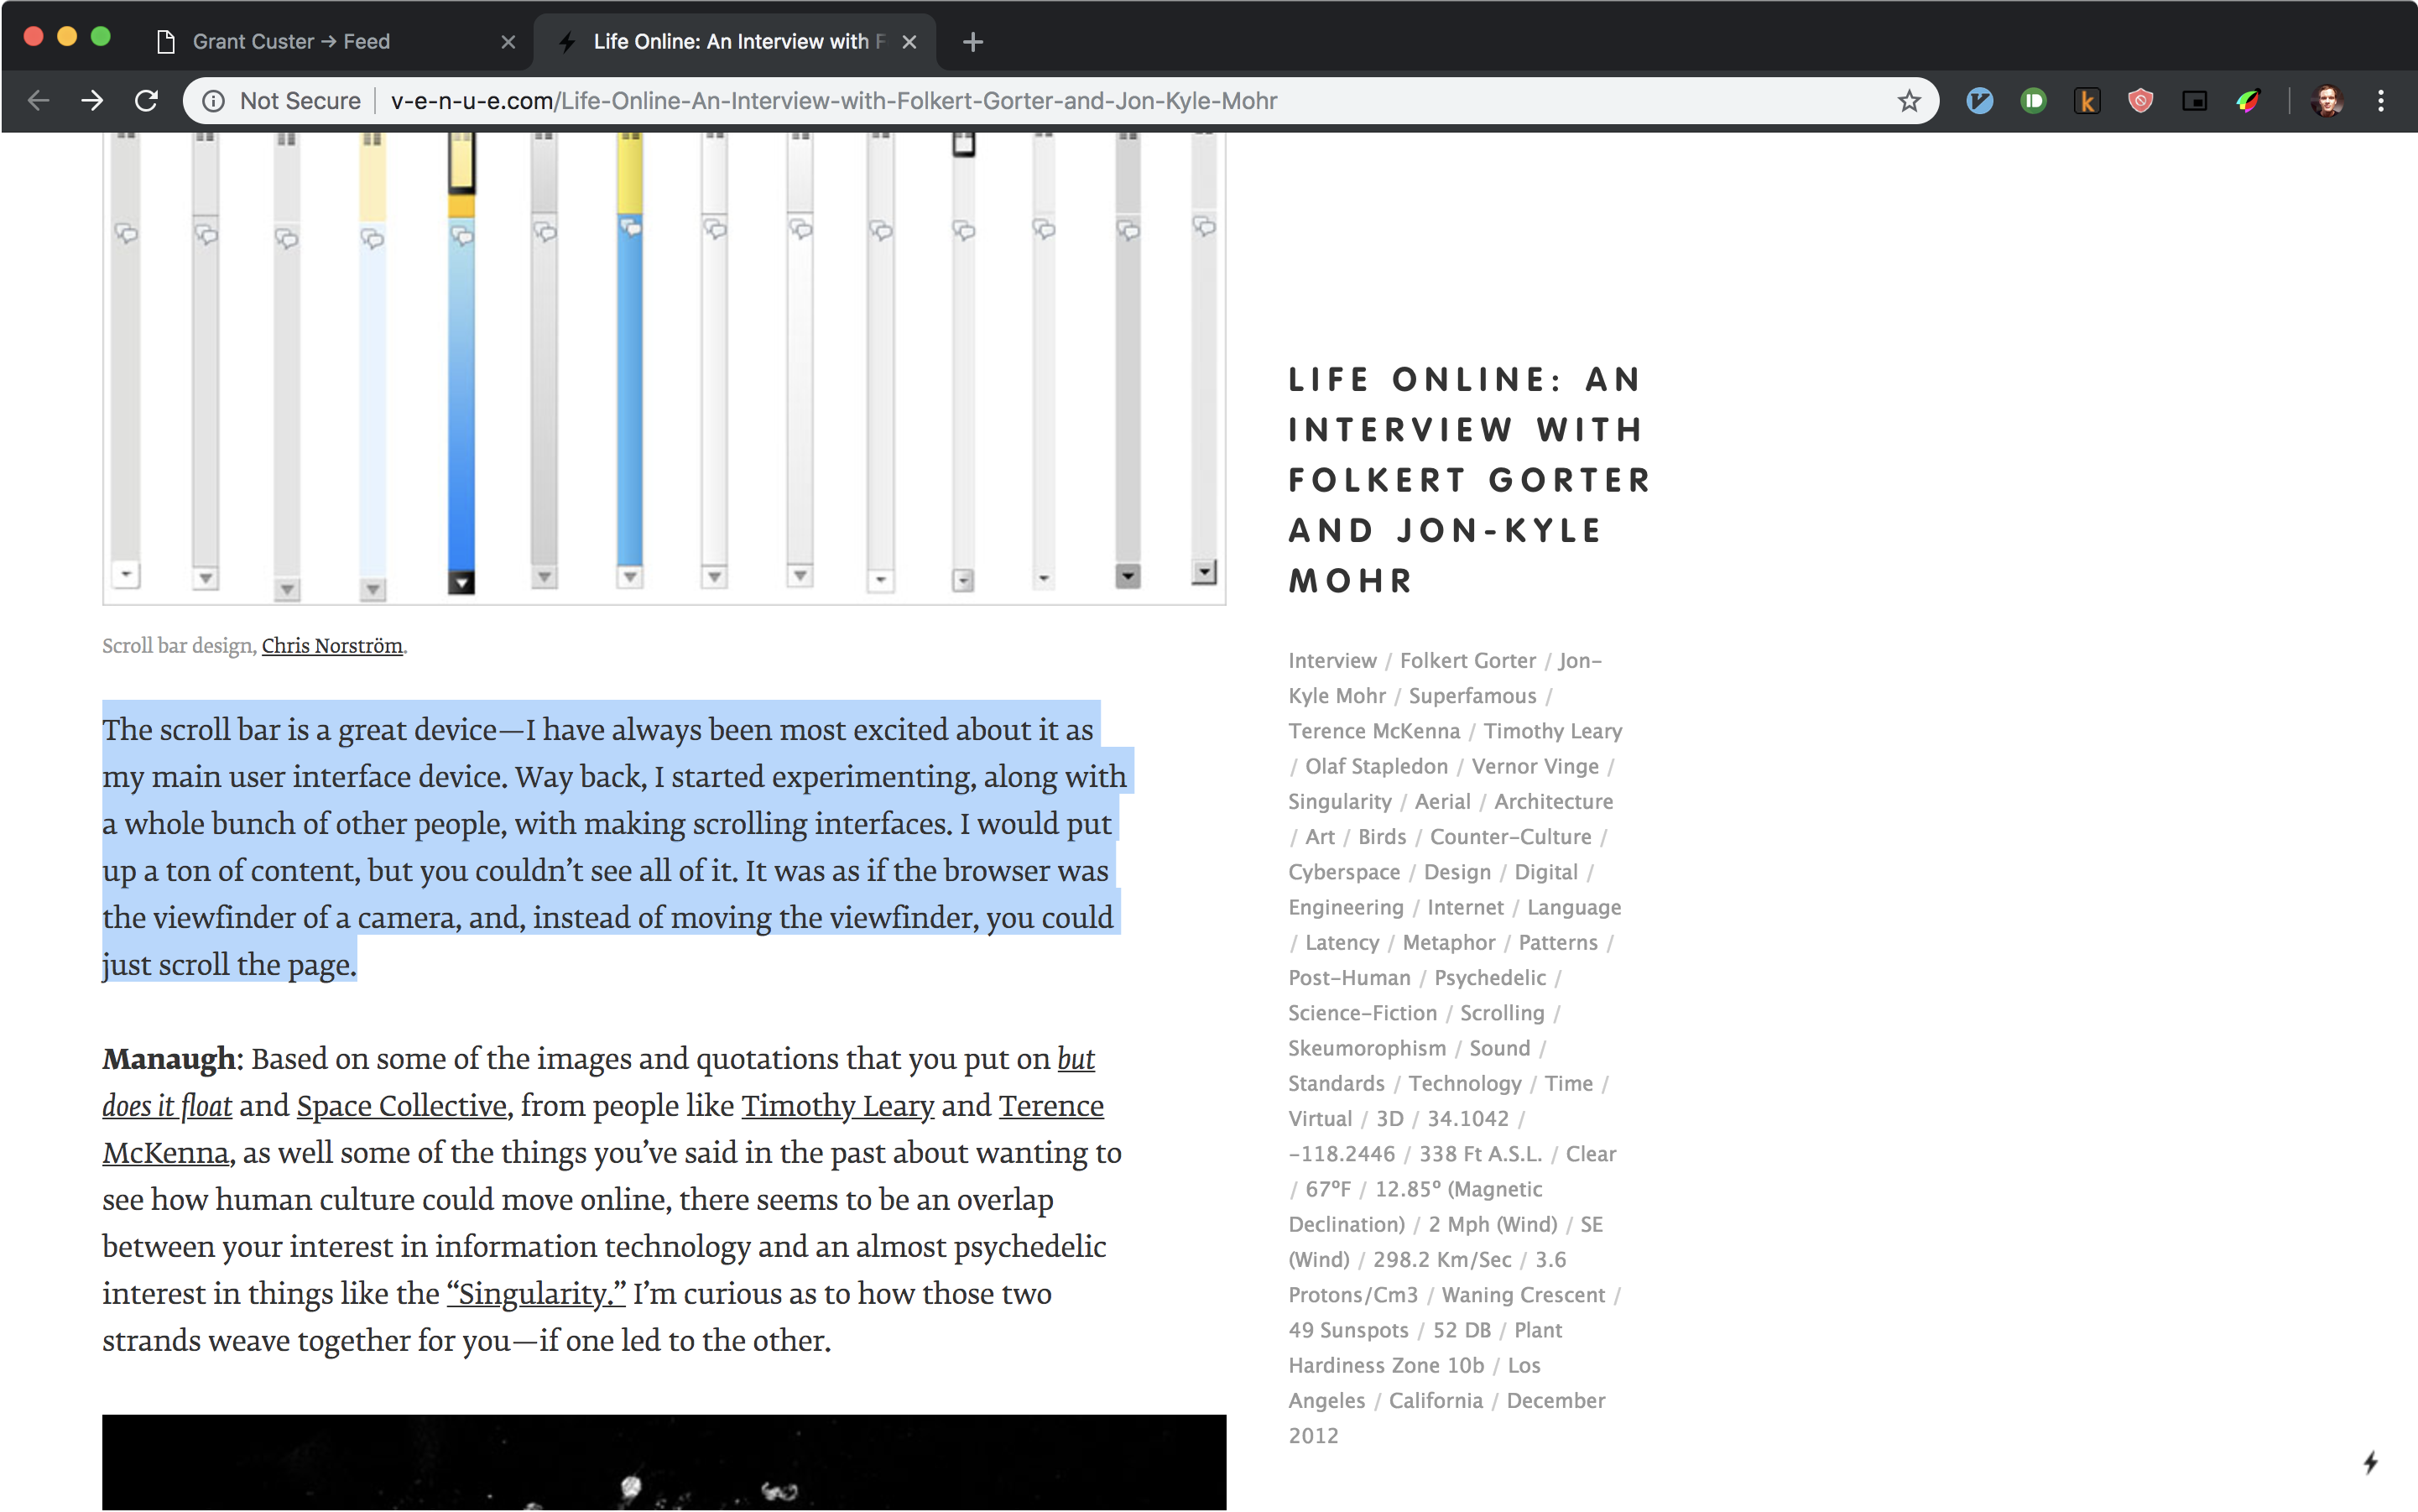 Grant Custer → Feed
Life Online: An Interview with F
Not Secure
v-e-n-u-e.com/Life-Online-An-Interview-with-Folkert-Gorter-and-Jon-Kyle-Mohr
Scroll bar design, Chris Norström.
The scroll bar is a great device—I have always been most excited about it as
my main user interface device. Way back, I started experimenting, along with
a whole bunch of other people, with making scrolling interfaces. I would put
up a ton of content, but you couldn’t see all of it. It was as if the browser was
the viewfinder of a camera, and, instead of moving the viewfinder, you could
just scroll the page.
Manaugh: Based on some of the images and quotations that you put on but
does it float and Space Collective, from people like Timothy Leary and Terence
McKenna, as well some of the things you’ve said in the past about wanting to
see how human culture could move online, there seems to be an overlap
between your interest in information technology and an almost psychedelic
interest in things like the “Singularity.” I’m curious as to how those two
strands weave together for you—if one led to the other.
LIFE ONLINE: AN
INTERVIEW WITH
FOLKERT GORTER
AND JON-KYLE
MOHR
Interview / Folkert Gorter / Jon-
Kyle Mohr / Superfamous /
Terence McKenna / Timothy Leary
/ Olaf Stapledon / Vernor Vinge /
Singularity / Aerial / Architecture
/ Art / Birds / Counter-Culture /
Cyberspace / Design / Digital /
Engineering / Internet / Language
/ Latency / Metaphor / Patterns /
Post-Human / Psychedelic /
Science-Fiction / Scrolling /
Skeumorophism / Sound /
Standards / Technology / Time /
Virtual / 3D / 34.1042 /
-118.2446 / 338 Ft A.S.L. / Clear
/ 67ºF / 12.85º (Magnetic
Declination) / 2 Mph (Wind) / SE
(Wind) / 298.2 Km/Sec / 3.6
Protons/Cm3 / Waning Crescent /
49 Sunspots / 52 DB / Plant
Hardiness Zone 10b / Los
Angeles / California / December
2012